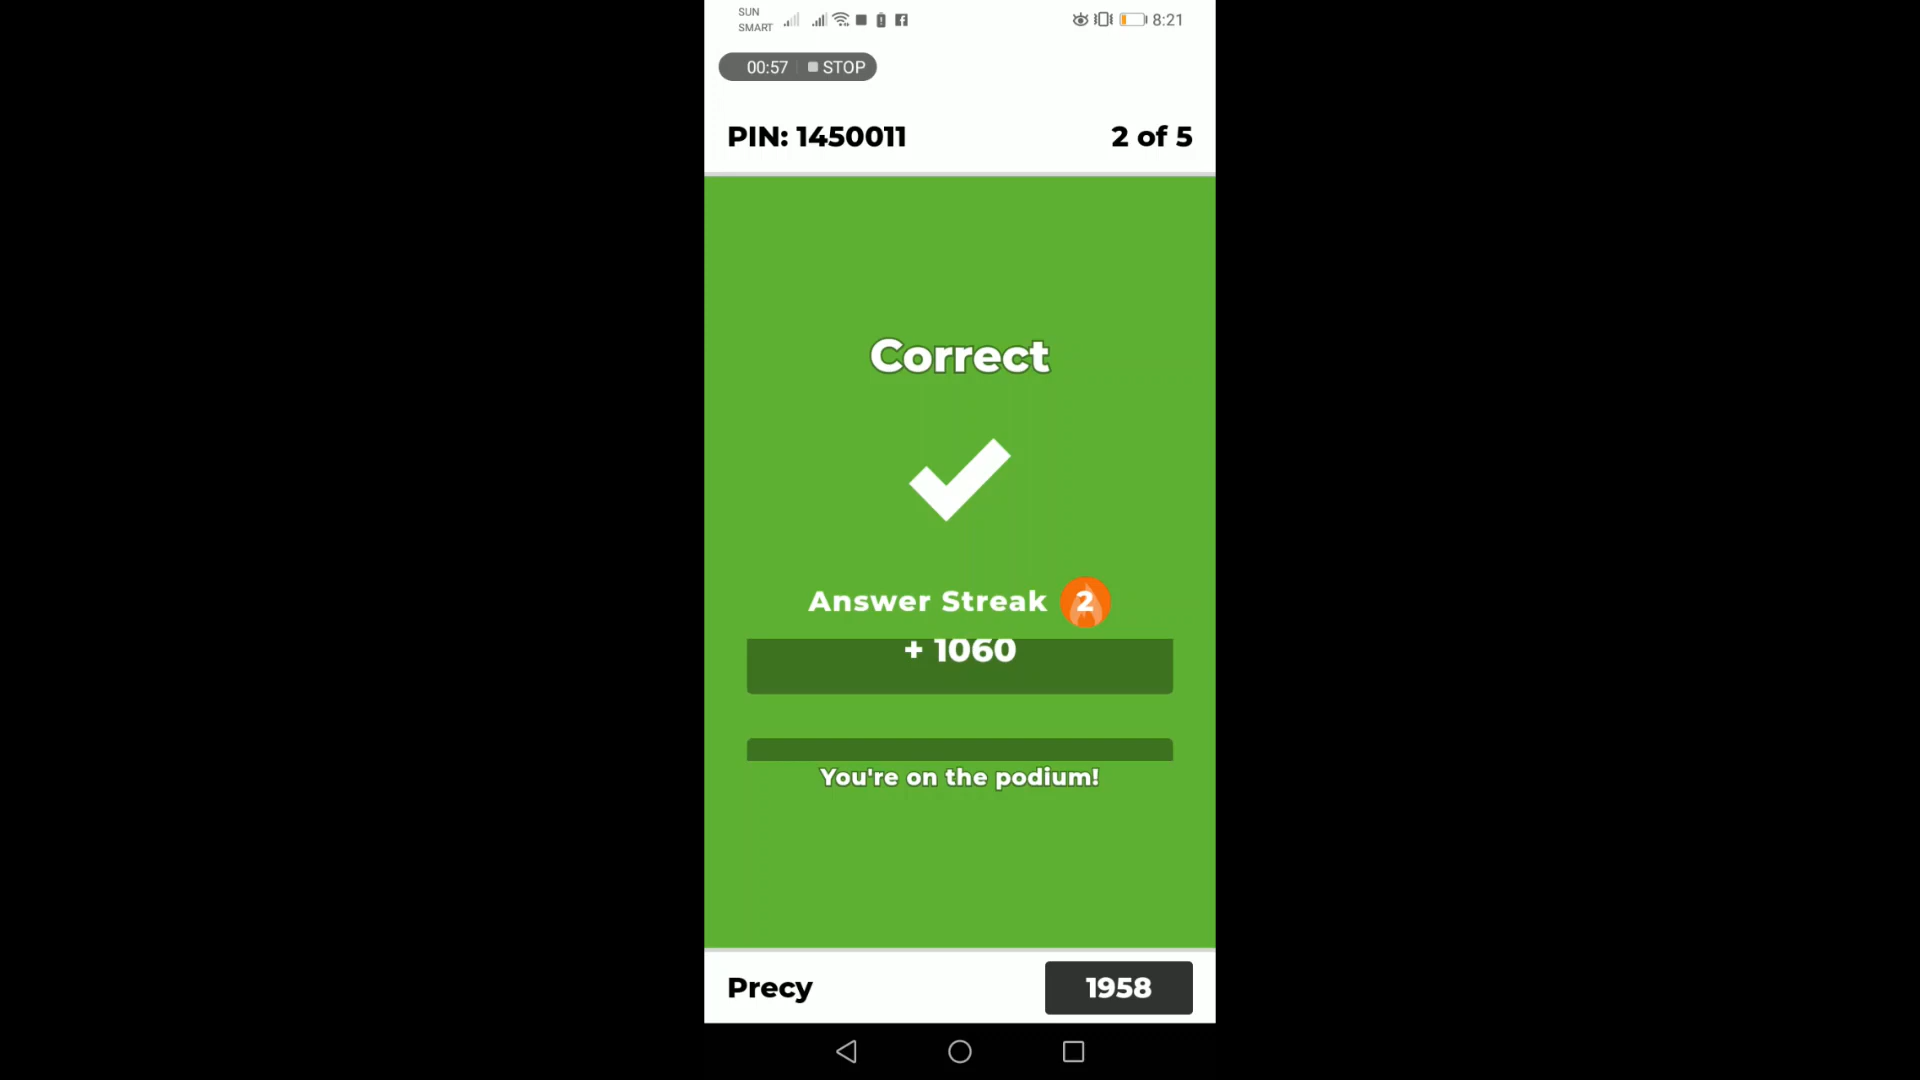 SUN
SMART
8:21
00:57 STOP
PIN: 1450011
2 of 5
Correct
Answer Streak 2
+ 1060
You're on the podium!
Precy
1958